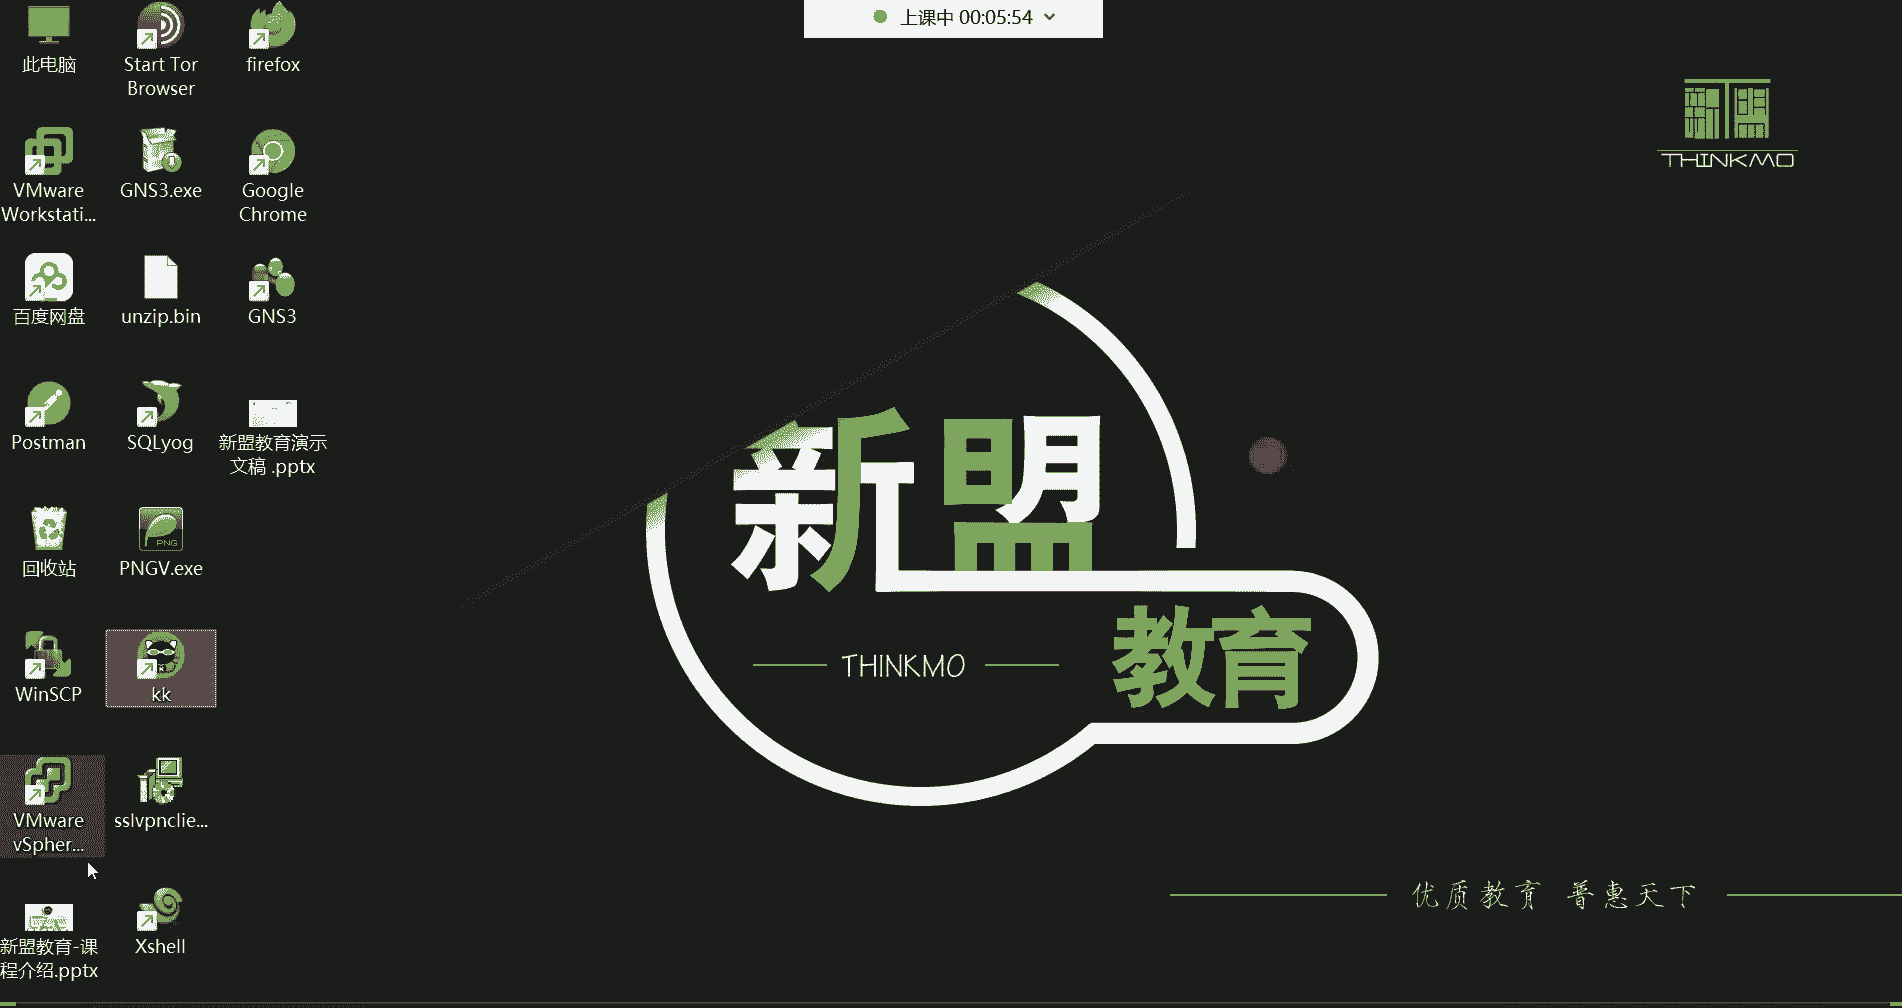 上课中 00:05:54
此电脑
Start Tor
Browser
firefox
THINKMO
VMware
Workstati...
GNS3.exe
Google
Chrome
百度网盘
unzip.bin
GNS3
Postman
SQLyog
新盟教育演示
文稿 .pptx
新盟
教育
THINKMO
回收站
PNG
PNGV.exe
WinSCP
kk
VMware
vSpher...
sslvpnclie...
优质教育 普惠天下
新盟教育-课
程介绍.pptx
Xshell